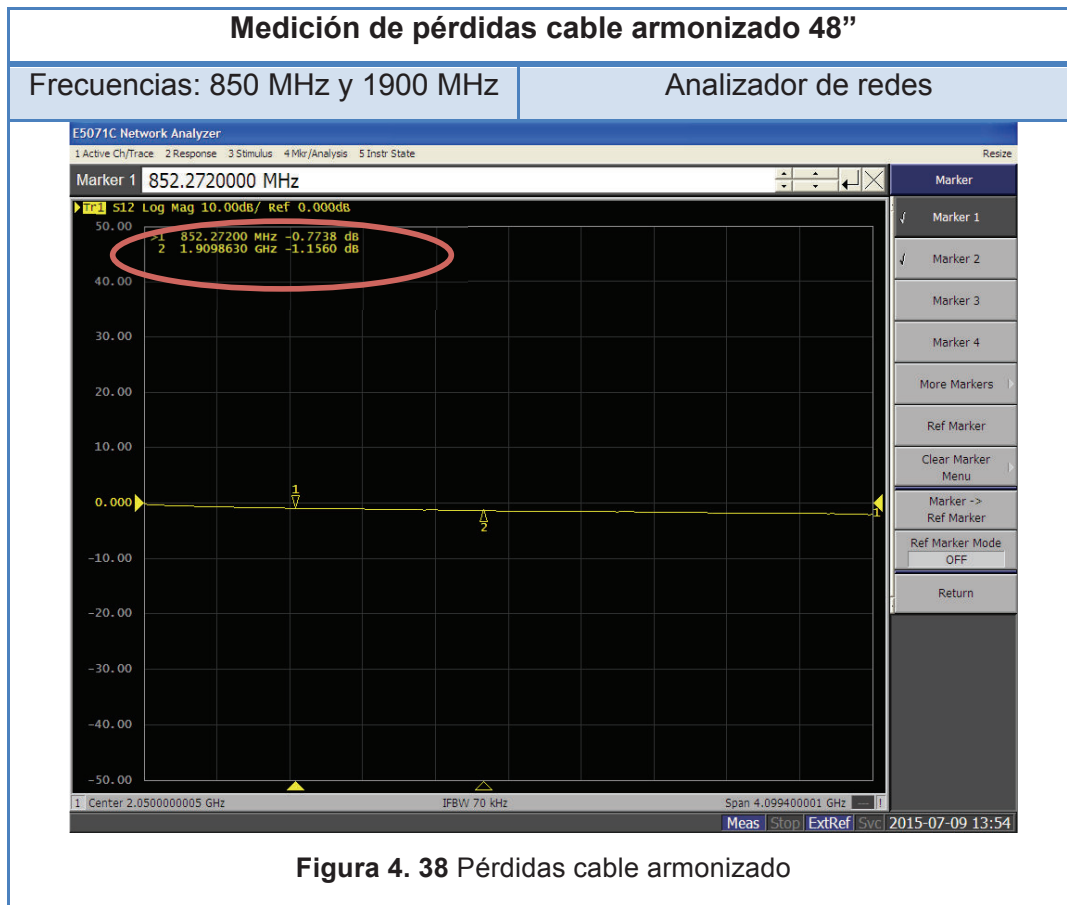 Medición de pérdidas cable armonizado 48”
Frecuencias: 850 MHz y 1900 MHz
Analizador de redes
E5071C Network Analyzer
1 Active Ch/Trace 2 Response 3 Stimulus 4 Mkr/Analysis 5 Instr State
Resize
Marker 1 852.2720000 MHz
Marker
Tr1 S12 Log Mag 10.00dB/ Ref 0.000dB
>1 852.27200 MHz -0.7738 dB
2 1.9098630 GHz -1.1560 dB
50.00
40.00
30.00
20.00
10.00
0.000
-10.00
-20.00
-30.00
-40.00
-50.00
1
2
1
Marker 1
Marker 2
Marker 3
Marker 4
More Markers
Ref Marker
Clear Marker
Menu
Marker ->
Ref Marker
Ref Marker Mode
OFF
Return
1 Center 2.0500000005 GHz
IFBW 70 kHz
Span 4.099400001 GHz
!
Meas Stop ExtRef Svc 2015-07-09 13:54
Figura 4. 38 Pérdidas cable armonizado